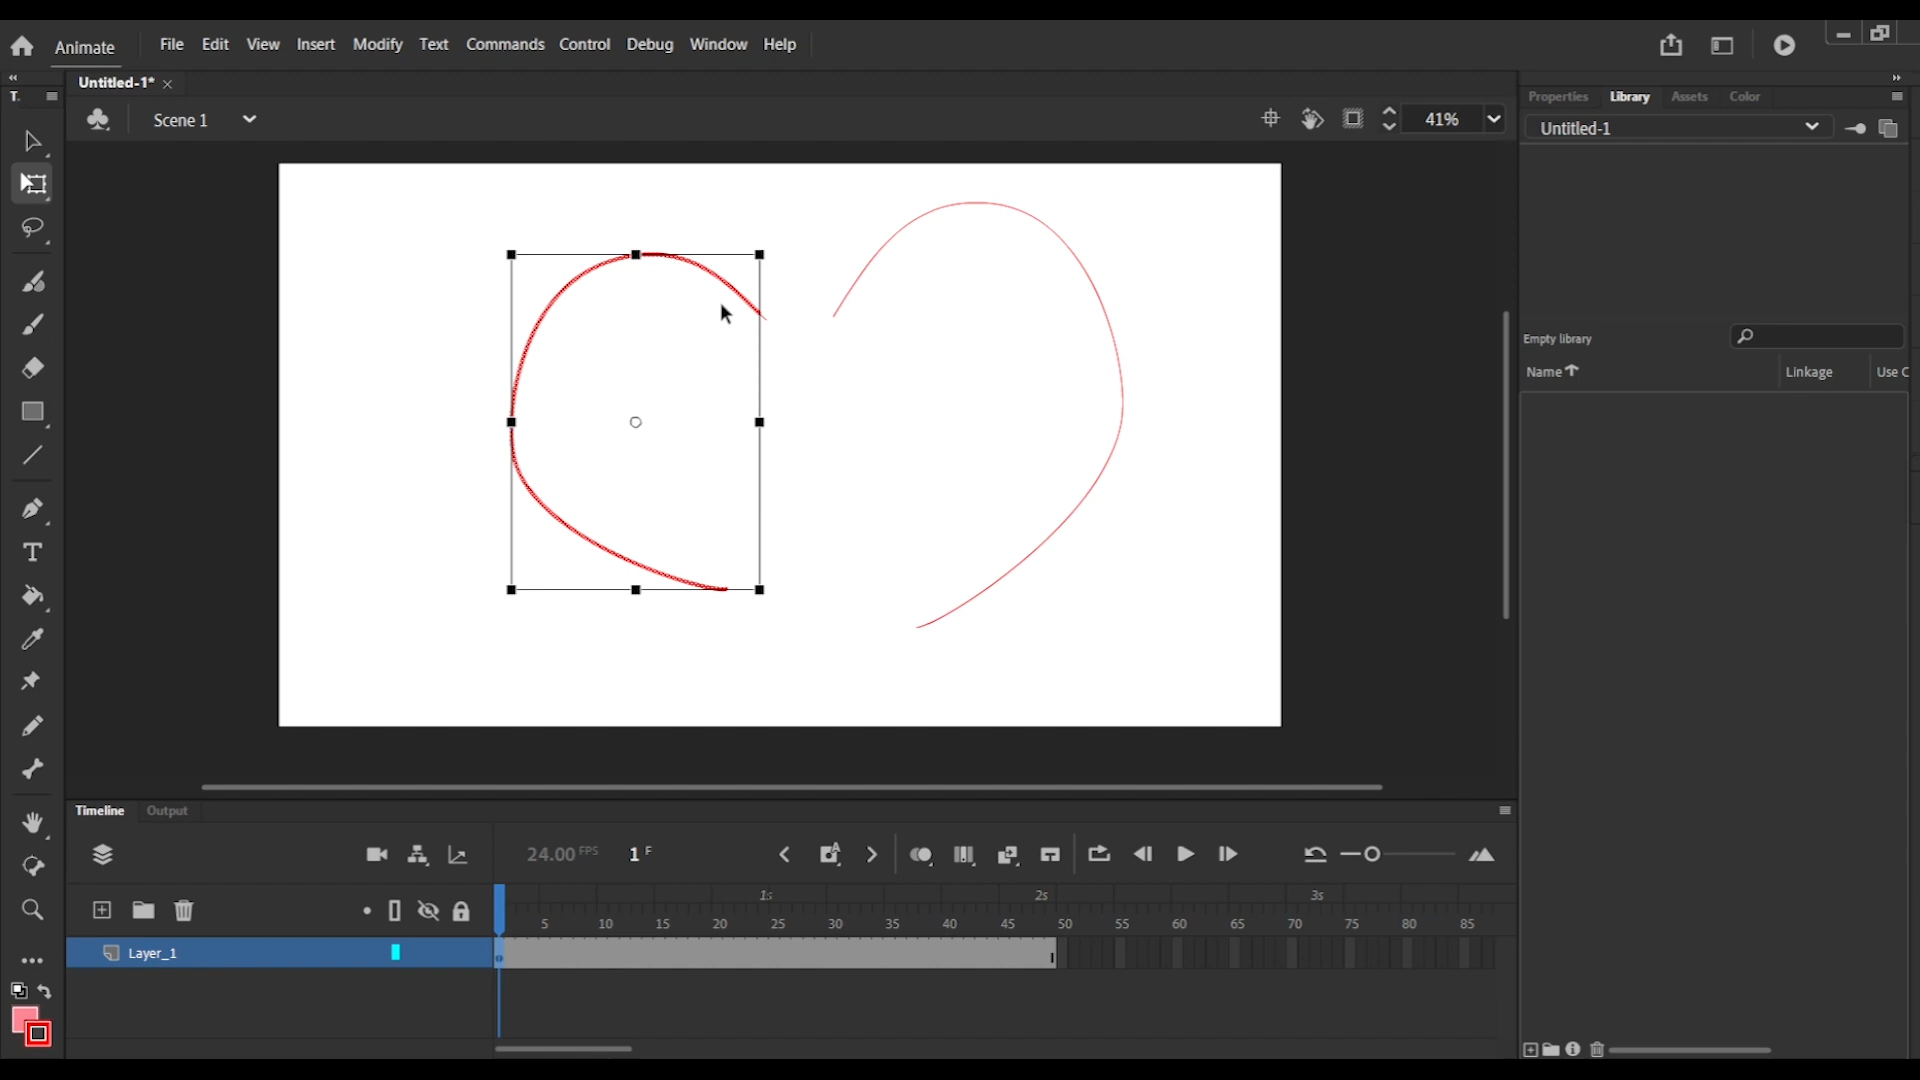 Animate File Edit View Insert Modify Text Commands Control Debug Window Help
T. Untitled-1* Properties Library Assets Color
Scene 1 41% Untitled-1
Empty library
Name Linkage Use C
Timeline Output
24.00 FPS 1 F
1s 2s 3s
5 10 15 20 25 30 35 40 45 50 55 60 65 70 75 80 85
Layer_1